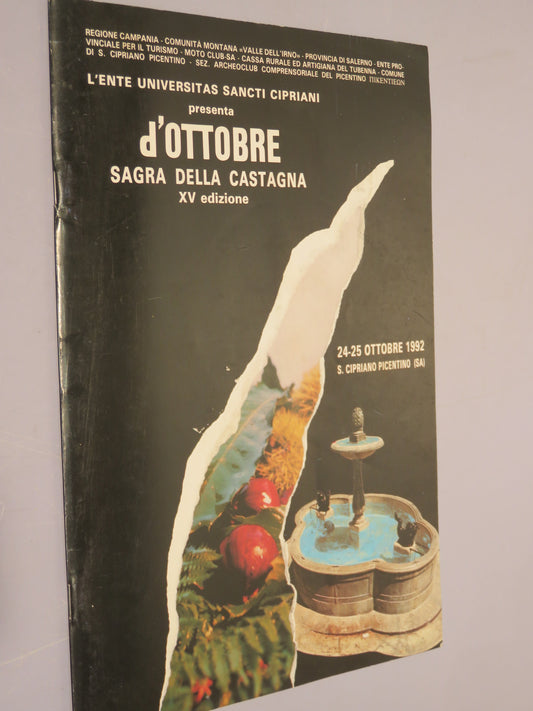 REGIONE CAMPANIA - COMUNITÀ MONTANA «VALLE DELL'IRNO» - PROVINCIA DI SALERNO - ENTE PRO-
VINCIALE PER IL TURISMO - MOTO CLUB-SA - CASSA RURALE ED ARTIGIANA DEL TUBENNA - COMUNE
DI S. CIPRIANO PICENTINO - SEZ. ARCHEOCLUB COMPRENSORIALE DEL PICENTINO ΠΙΚΕΝΤΙΕΩΝ
L'ENTE UNIVERSITAS SANCTI CIPRIANI
presenta
d'OTTOBRE
SAGRA DELLA CASTAGNA
XV edizione
24-25 OTTOBRE 1992
S. CIPRIANO PICENTINO (SA)